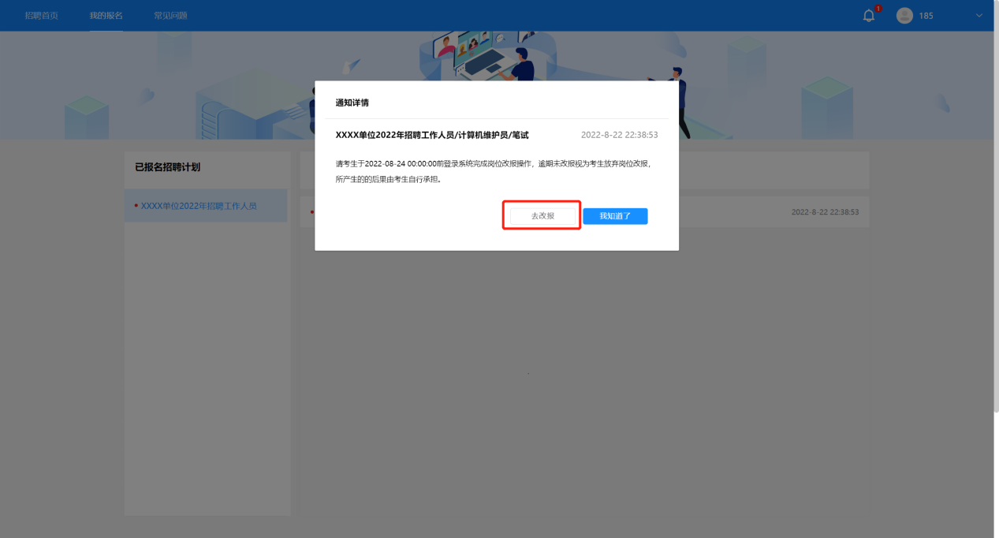 招聘首页 我的报名 常见问题 1 185
通知详情
XXXX单位2022年招聘工作人员/计算机维护员/笔试 2022-8-22 22:38:53
请考生于2022-08-24 00:00:00前登录系统完成岗位改报操作，逾期未改报视为考生放弃岗位改报，
所产生的的后果由考生自行承担。
去改报 我知道了
已报名招聘计划
XXXX单位2022年招聘工作人员
2022-8-22 22:38:53